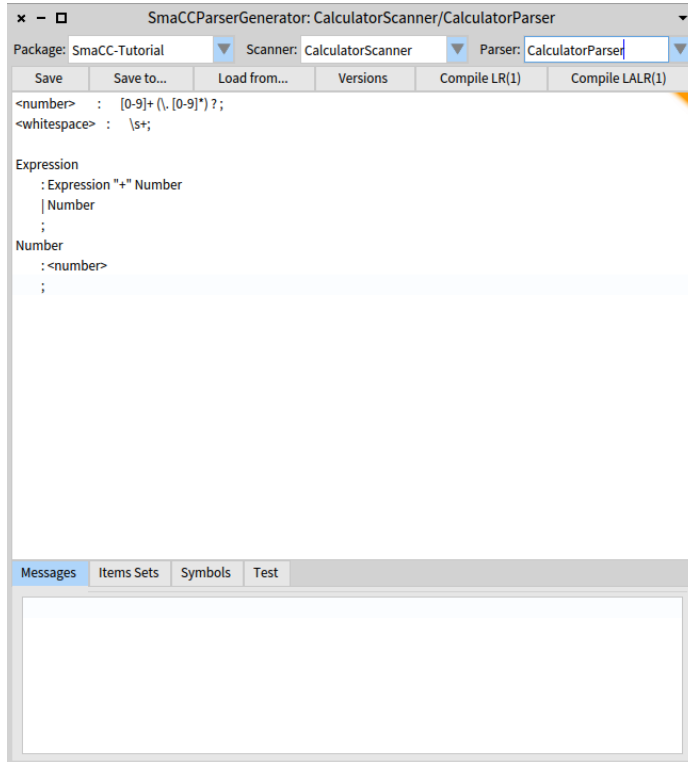 SmaCCParserGenerator: CalculatorScanner/CalculatorParser
Package: SmaCC-Tutorial Scanner: CalculatorScanner Parser: CalculatorParser
Save Save to... Load from... Versions Compile LR(1) Compile LALR(1)
<number> : [0-9]+ (\. [0-9]*) ? ;
<whitespace> : \s+;
Expression
: Expression "+" Number
| Number
;
Number
: <number>
;
Messages Items Sets Symbols Test